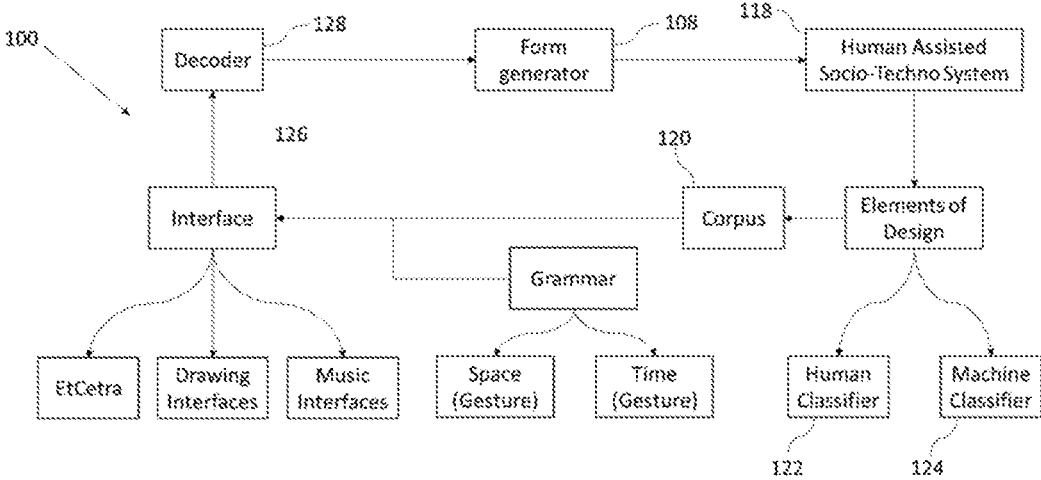 100
128
108
118
Decoder
Form
generator
Human Assisted
Socio-Techno System
126
120
Interface
Corpus
Elements of
Design
Grammar
EtCetra
Drawing
Interfaces
Music
Interfaces
Space
(Gesture)
Time
(Gesture)
Human
Classifier
Machine
Classifier
122
124